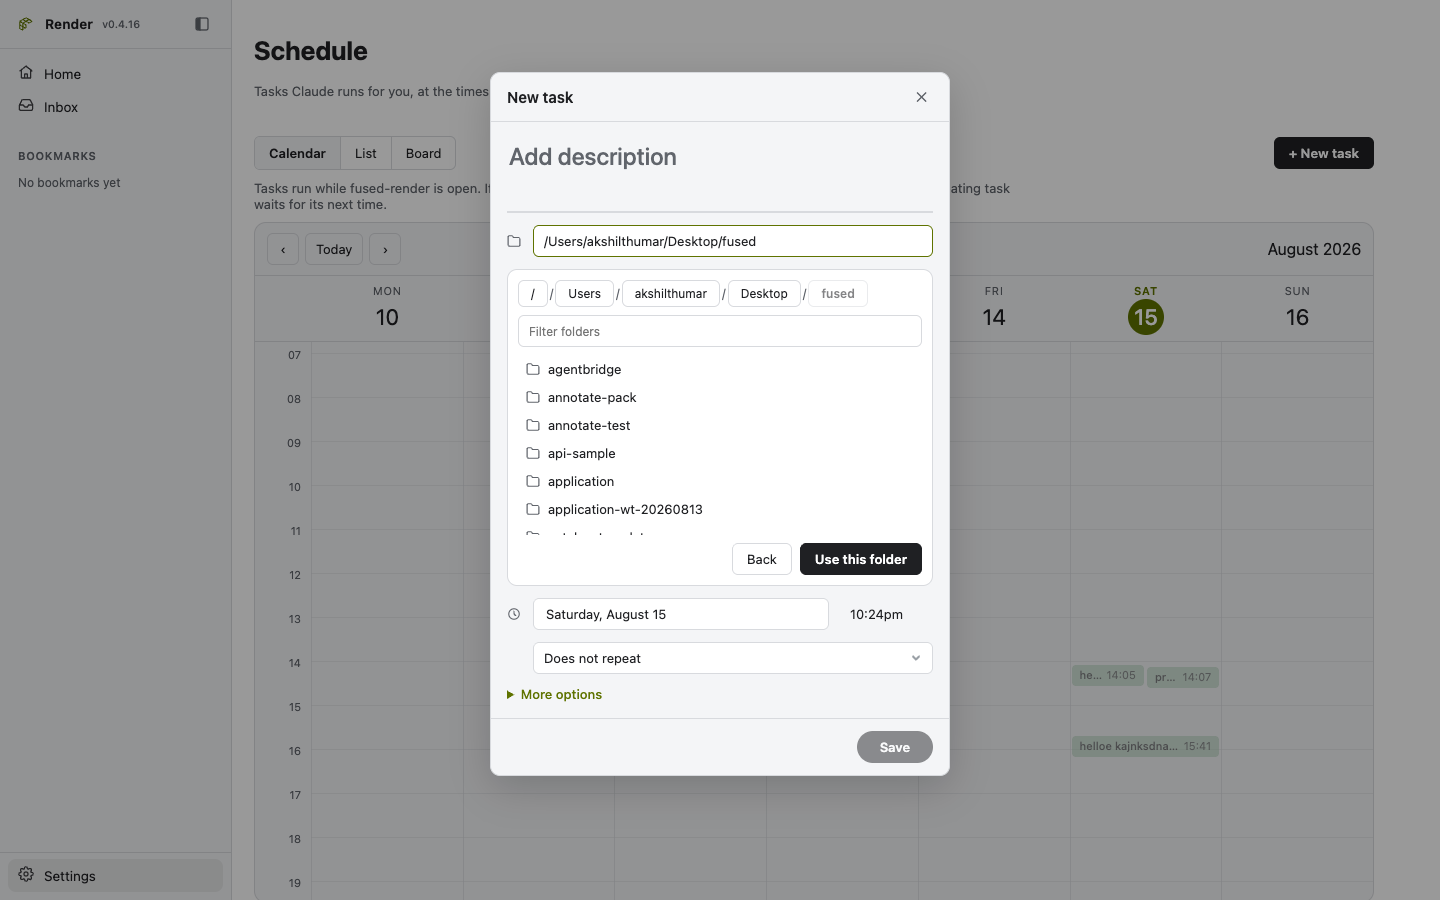 Render v0.4.16
Home
Inbox
BOOKMARKS
No bookmarks yet
Settings
Schedule
Tasks Claude runs for you, at the times
Calendar List Board
+ New task
Tasks run while fused-render is open. If
ating task
waits for its next time.
‹ Today ›
August 2026
MON
10
FRI
14
SAT
15
SUN
16
07
08
09
10
11
12
13
14
15
16
17
18
19
he... 14:05
pr... 14:07
helloe kajnksdna... 15:41
New task
Add description
/Users/akshilthumar/Desktop/fused
/ / Users / akshilthumar / Desktop / fused
Filter folders
agentbridge
annotate-pack
annotate-test
api-sample
application
application-wt-20260813
Back Use this folder
Saturday, August 15 10:24pm
Does not repeat
More options
Save